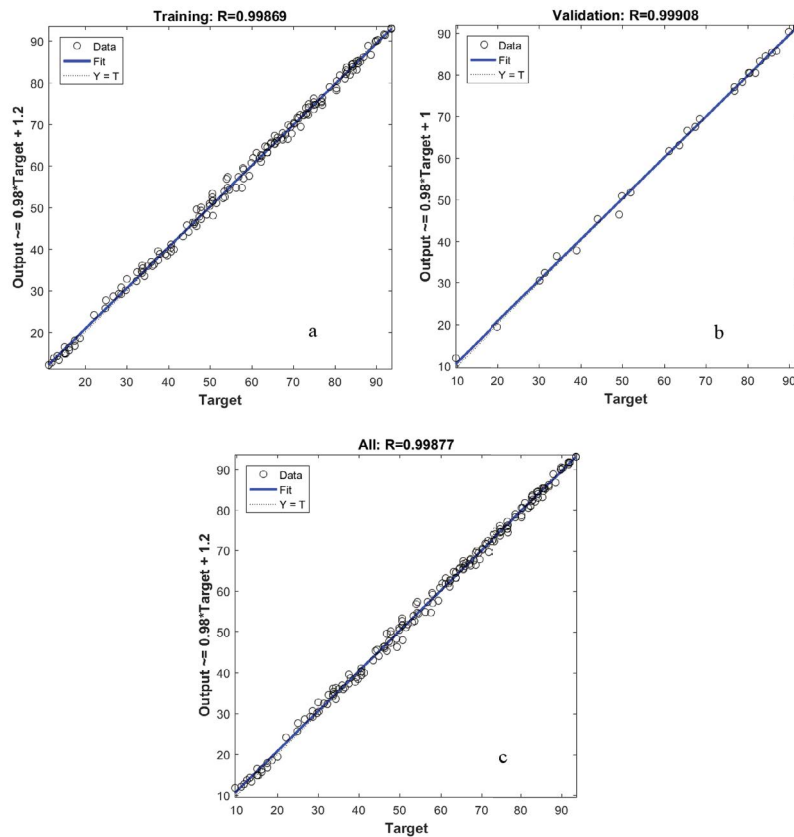 Training: R=0.99869
Data
Fit
Y = T
Output ~= 0.98*Target + 1.2
90
80
70
60
50
40
30
20
20
30
40
50
60
70
80
90
Target
a
Validation: R=0.99908
Data
Fit
Y = T
Output ~= 0.98*Target + 1
90
80
70
60
50
40
30
20
10
10
20
30
40
50
60
70
80
90
Target
b
All: R=0.99877
Data
Fit
Y = T
Output ~= 0.98*Target + 1.2
90
80
70
60
50
40
30
20
10
10
20
30
40
50
60
70
80
90
Target
c